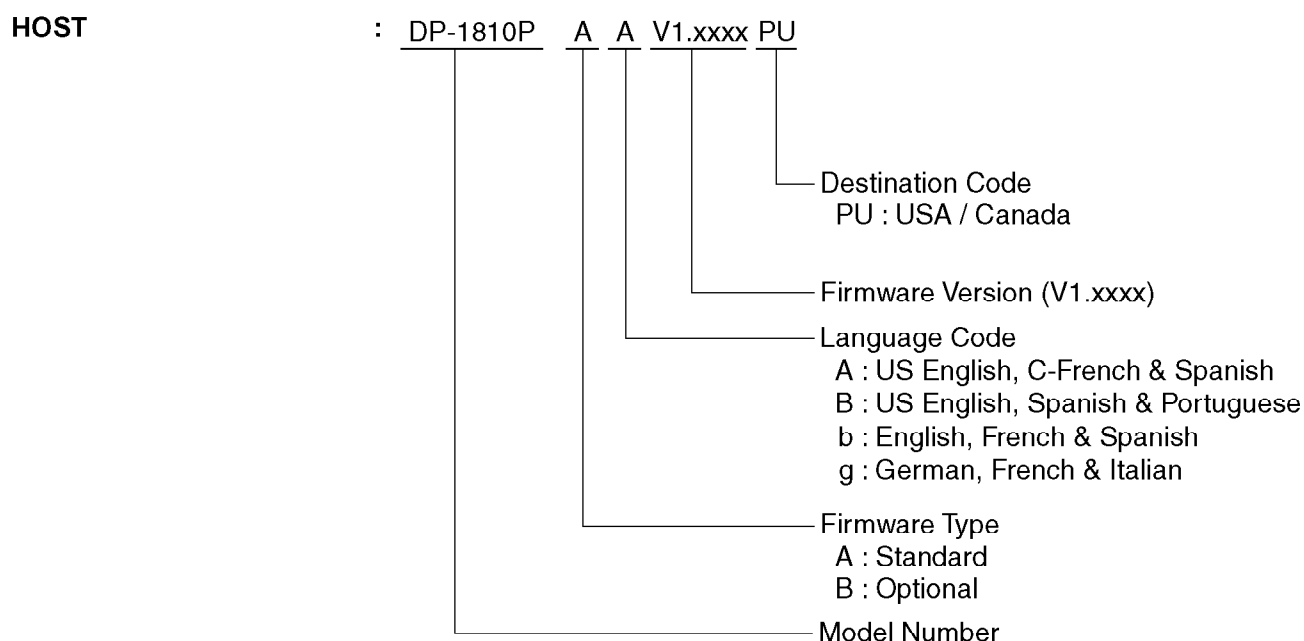 HOST : DP-1810P A A V1.xxxx PU
Destination Code
PU : USA / Canada
Firmware Version (V1.xxxx)
Language Code
A : US English, C-French & Spanish
B : US English, Spanish & Portuguese
b : English, French & Spanish
g : German, French & Italian
Firmware Type
A : Standard
B : Optional
Model Number